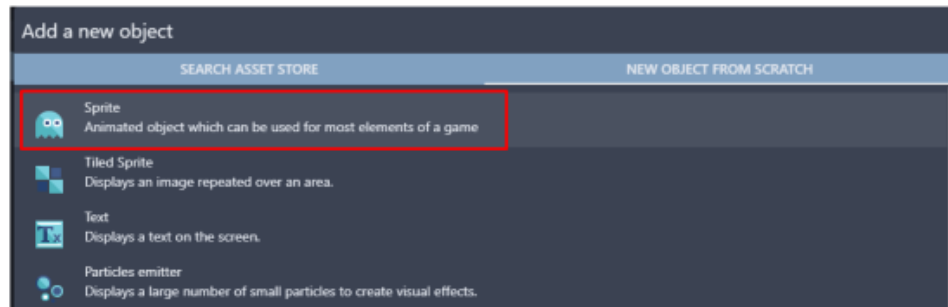 Add a new object
SEARCH ASSET STORE
NEW OBJECT FROM SCRATCH
Sprite
Animated object which can be used for most elements of a game
Tiled Sprite
Displays an image repeated over an area.
Text
Tx
Displays a text on the screen.
Particles emitter
Displays a large number of small particles to create visual effects.